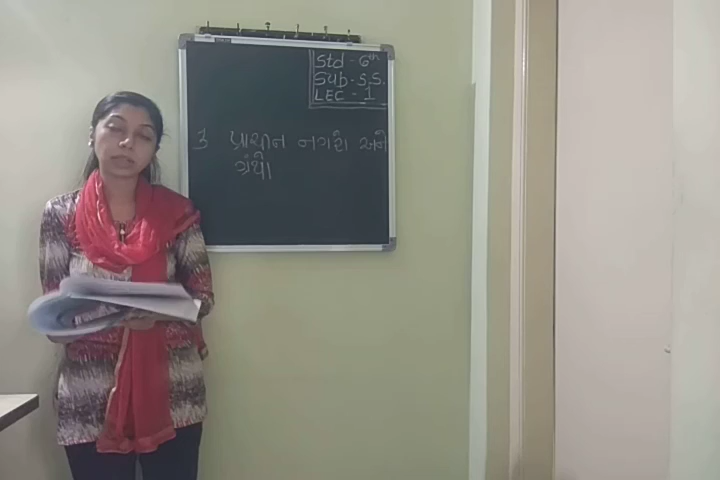 Std - 6th
Sub - S.S.
LEC - 1
3 પ્રાચીન નગરો અને
ગ્રંથો